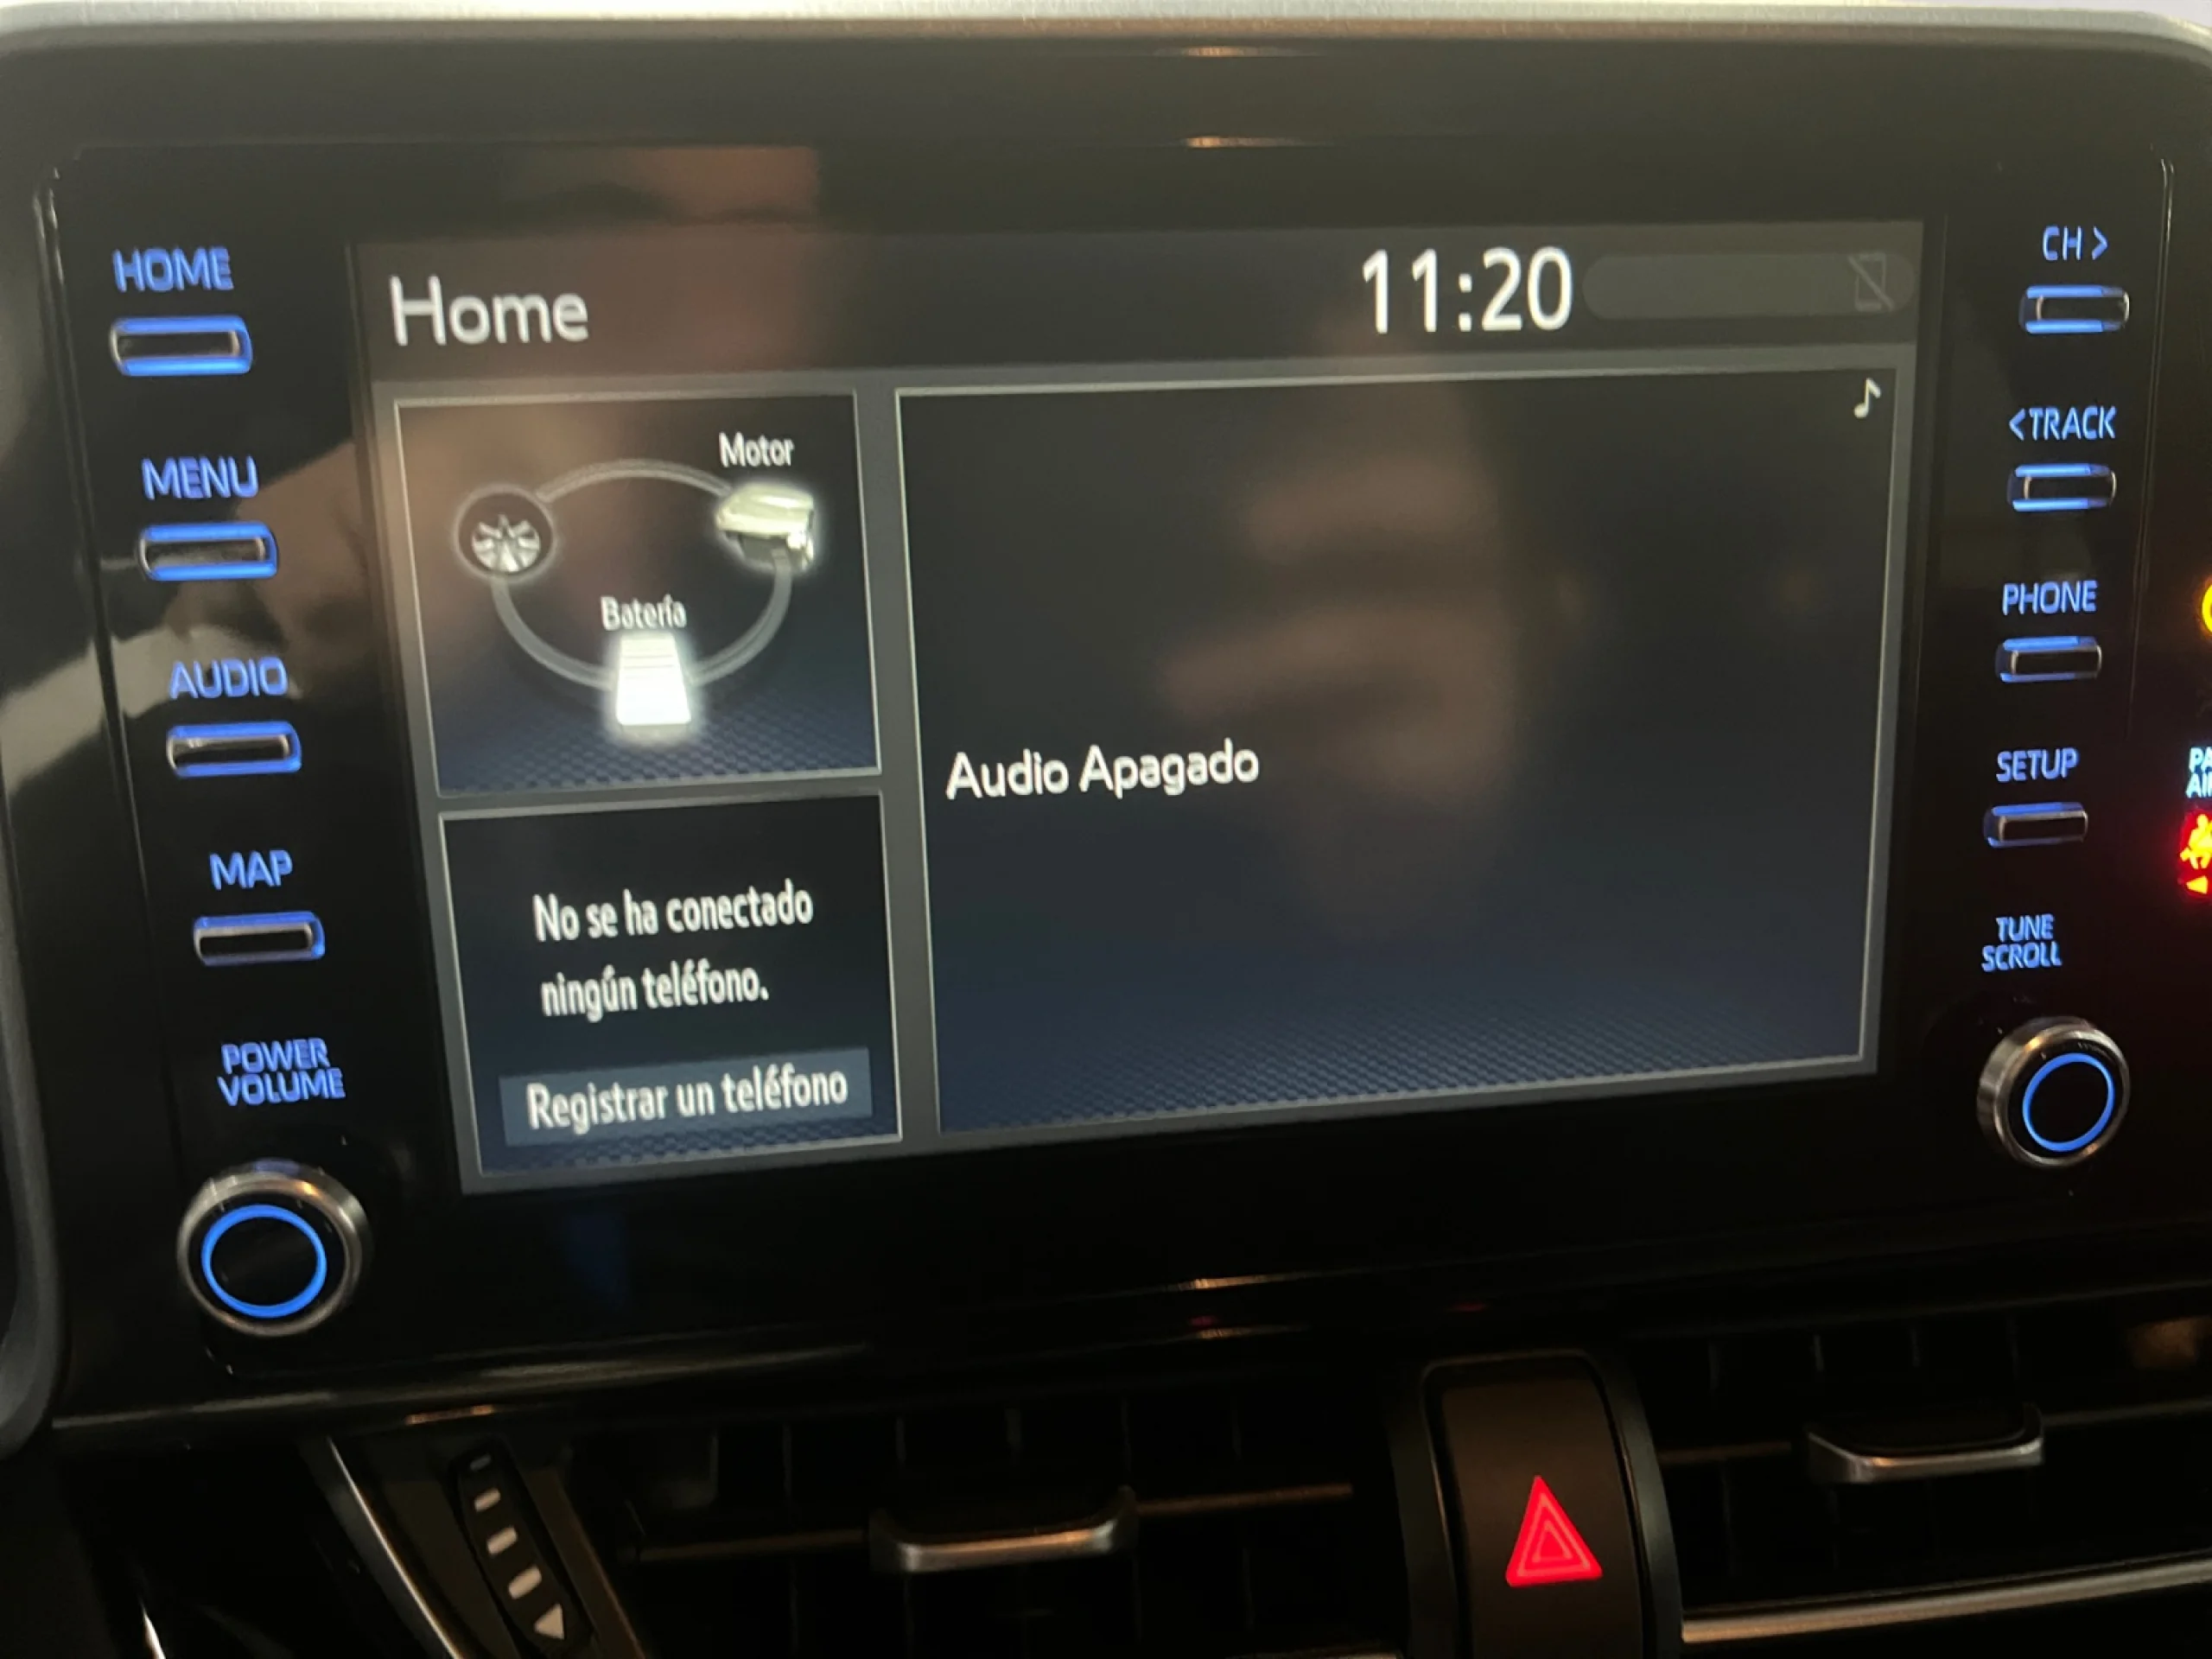 HOME
MENU
AUDIO
MAP
POWER
VOLUME
Home
11:20
Motor
Batería
No se ha conectado
ningún teléfono.
Registrar un teléfono
Audio Apagado
CH >
< TRACK
PHONE
SETUP
TUNE
SCROLL